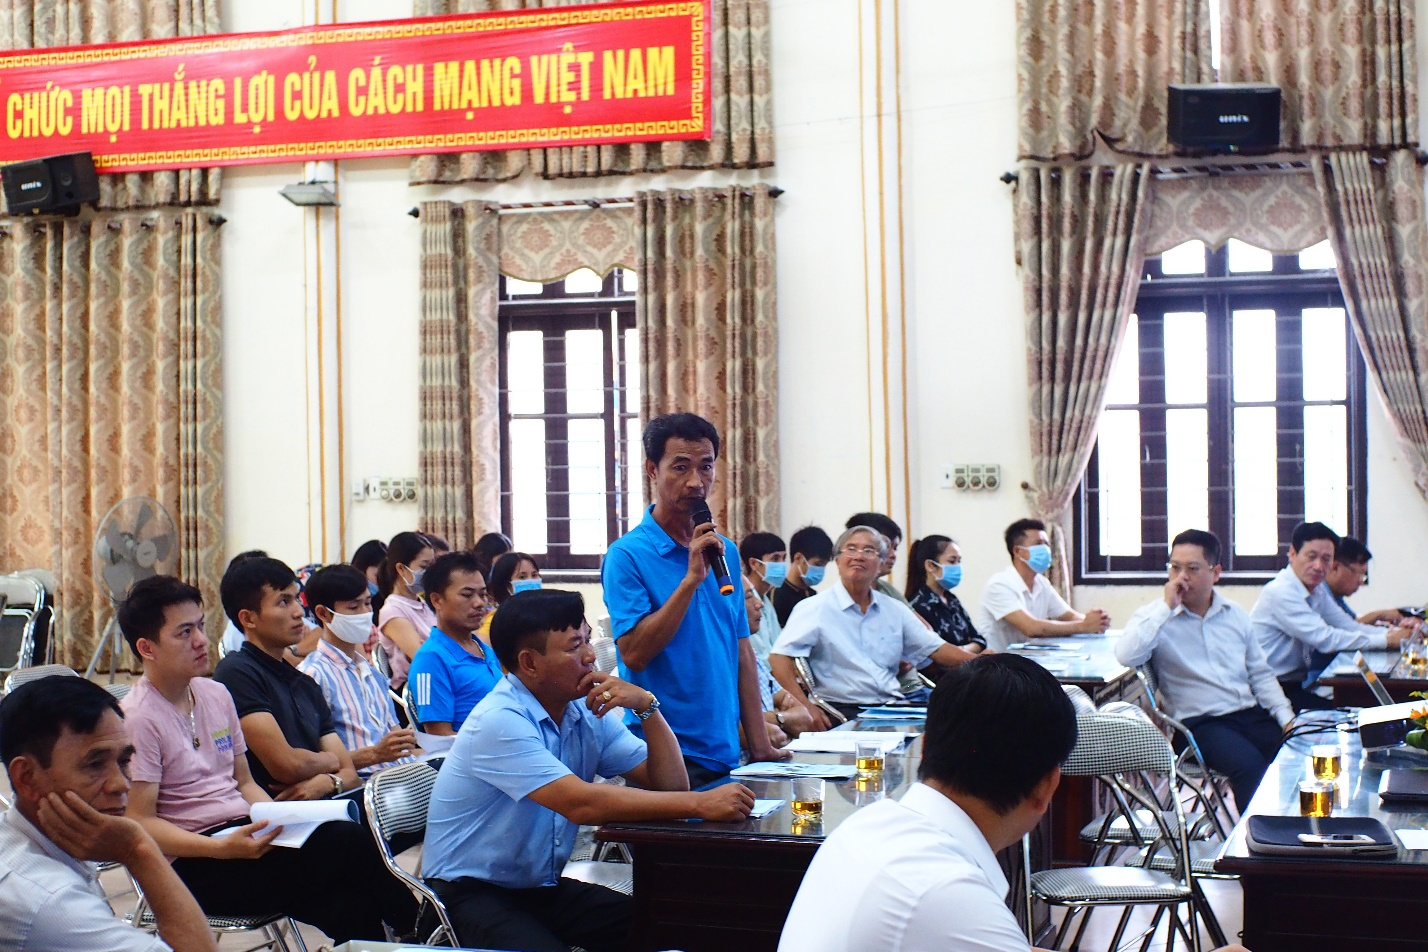 CHỨC MỌI THẮNG LỢI CỦA CÁCH MẠNG VIỆT NAM